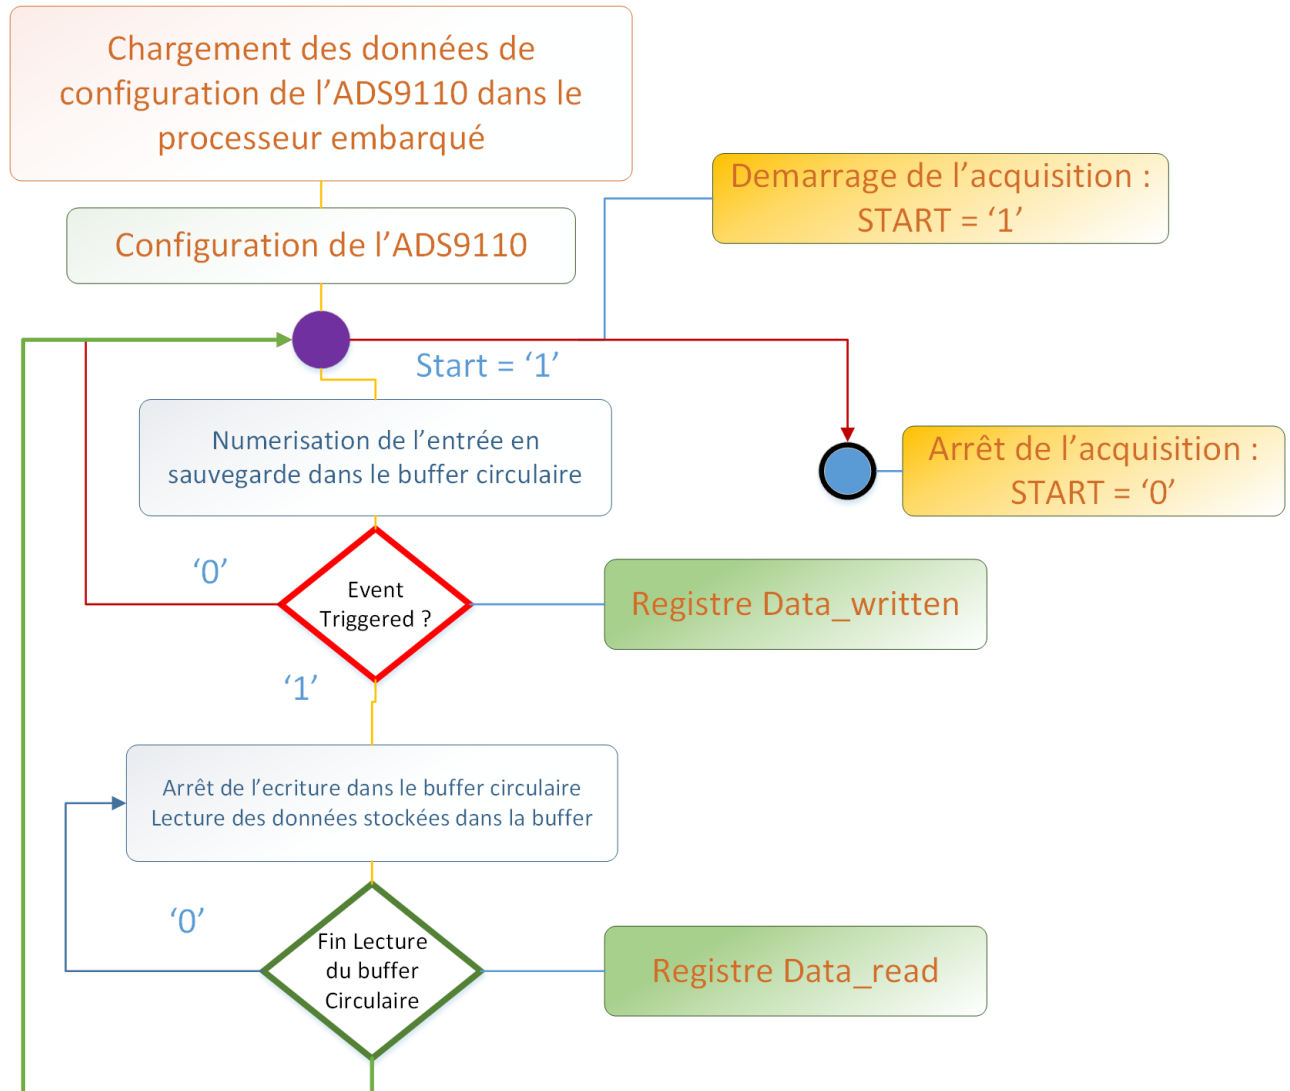 Chargement des données de
configuration de l’ADS9110 dans le
processeur embarqué
Demarrage de l’acquisition :
START = ‘1’
Configuration de l’ADS9110
Start = ‘1’
Numerisation de l’entrée en
sauvegarde dans le buffer circulaire
Arrêt de l’acquisition :
START = ‘0’
‘0’
Event
Triggered ?
Registre Data_written
‘1’
Arrêt de l’ecriture dans le buffer circulaire
Lecture des données stockées dans la buffer
‘0’
Fin Lecture
du buffer
Circulaire
Registre Data_read